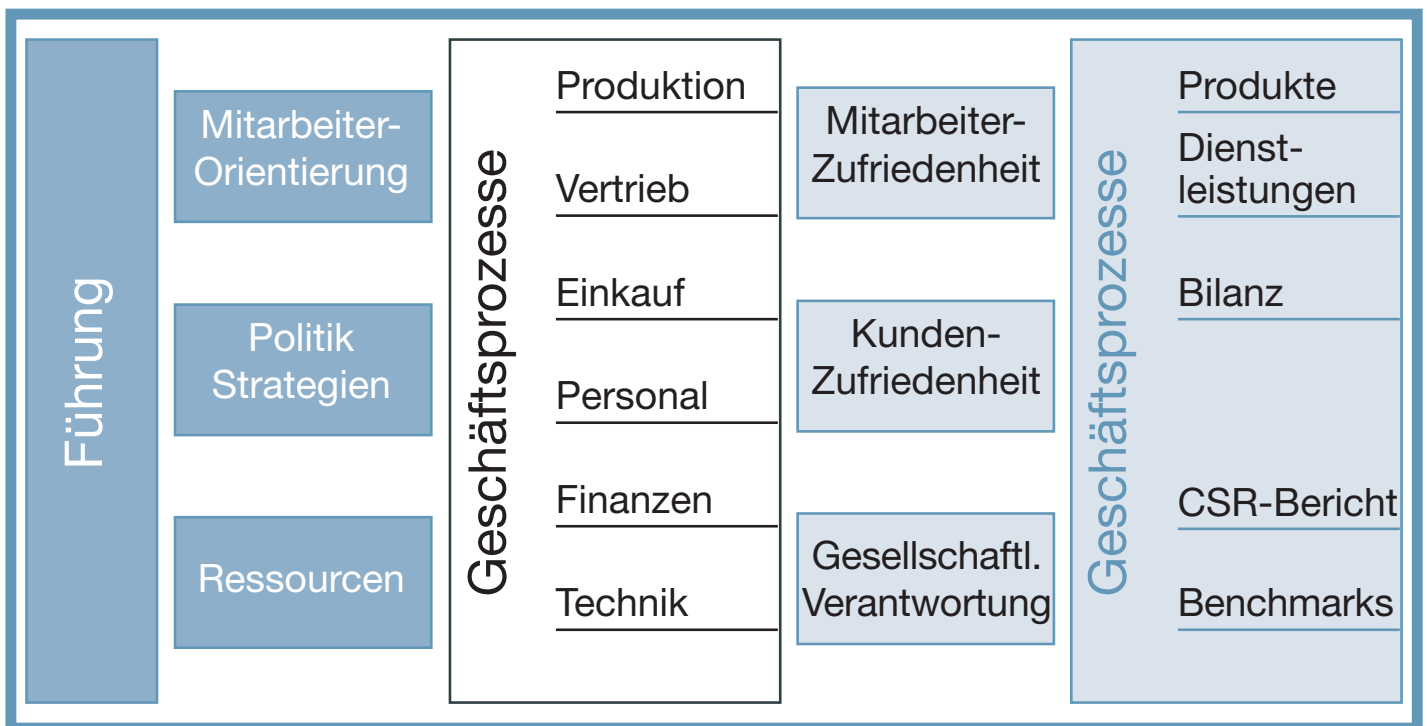 Führung
Mitarbeiter-
Orientierung
Politik
Strategien
Ressourcen
Geschäftsprozesse
Produktion
Vertrieb
Einkauf
Personal
Finanzen
Technik
Mitarbeiter-
Zufriedenheit
Kunden-
Zufriedenheit
Gesellschaftl.
Verantwortung
Geschäftsprozesse
Produkte
Dienst-
leistungen
Bilanz
CSR-Bericht
Benchmarks